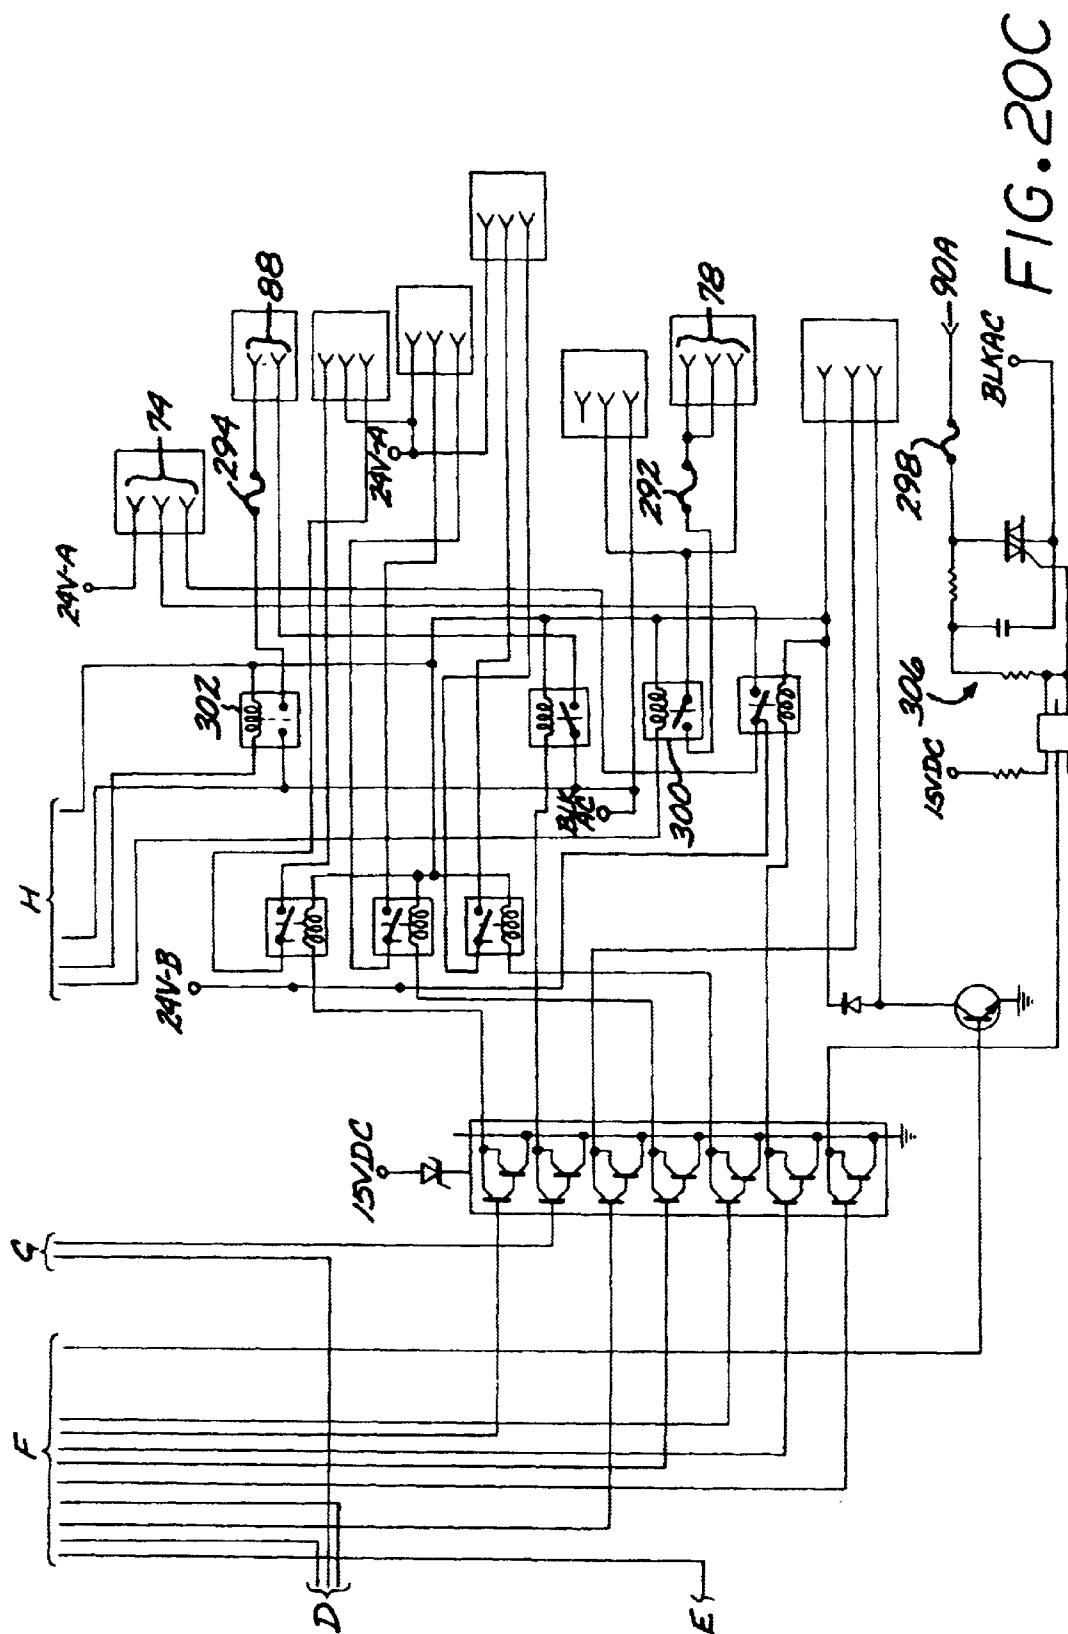 H
G
F
D
E
24V-B
15VDC
302
24V-A
74
294
88
24V-A
BLK
AC
300
292
78
306
15VDC
298
90A
BLKAC
FIG.20C